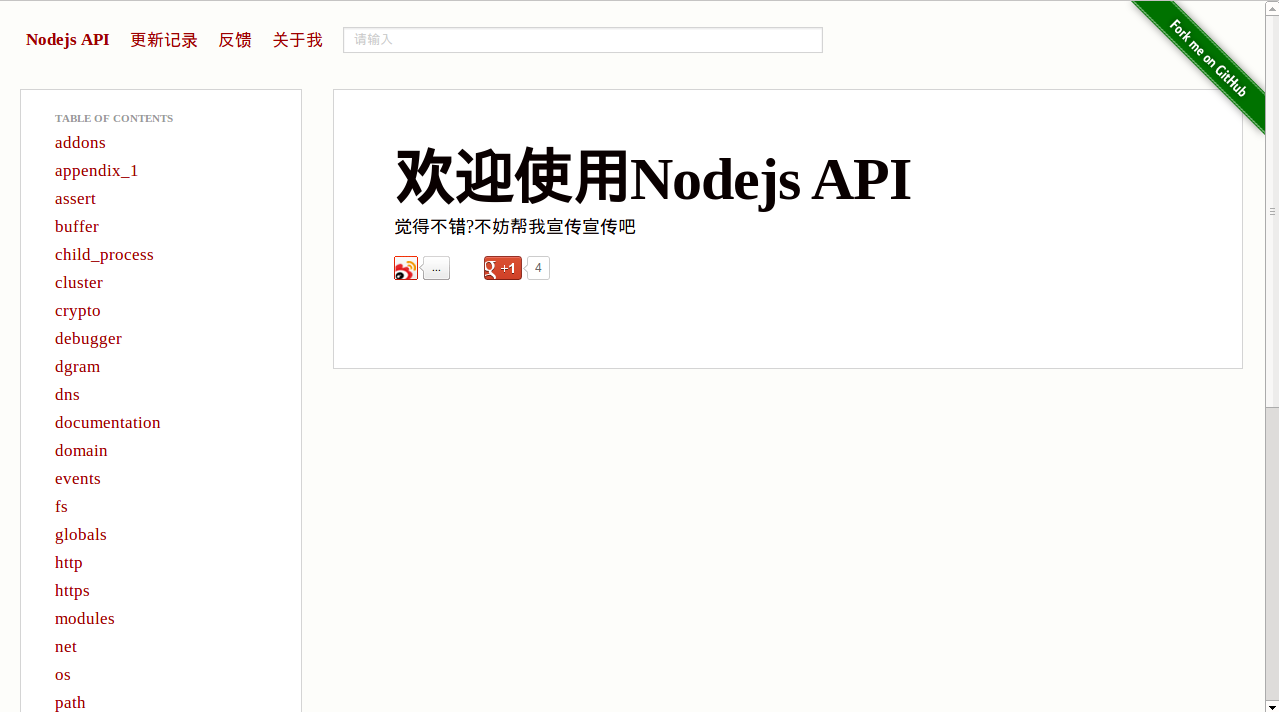 Nodejs API 更新记录 反馈 关于我 请输入
Fork me on GitHub
TABLE OF CONTENTS
addons
appendix_1
assert
buffer
child_process
cluster
crypto
debugger
dgram
dns
documentation
domain
events
fs
globals
http
https
modules
net
os
path
欢迎使用Nodejs API
觉得不错?不妨帮我宣传宣传吧
... g +1 4